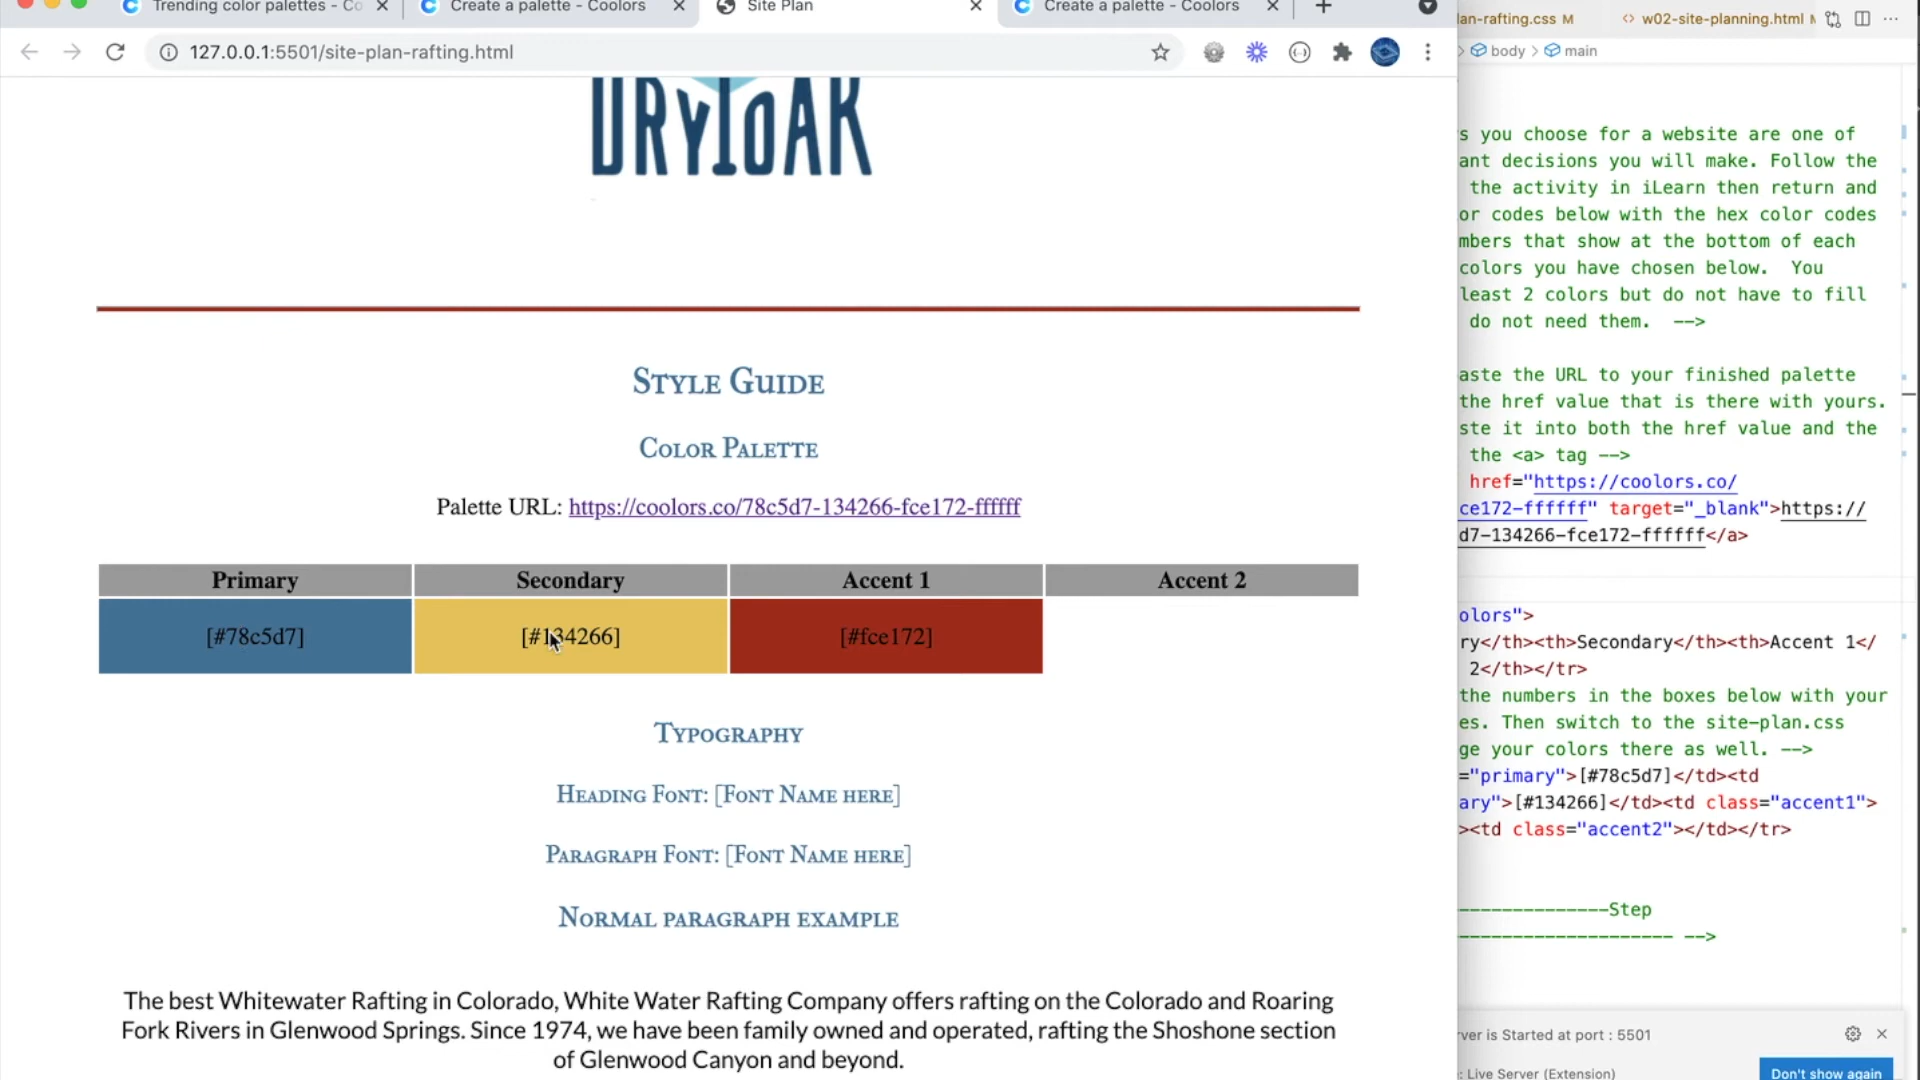 Trending color palettes - Co
Create a palette - Coolors
Site Plan
Create a palette - Coolors
127.0.0.1:5501/site-plan-rafting.html
DRYIOAK
Style Guide
Color Palette
Palette URL: https://coolors.co/78c5d7-134266-fce172-ffffff
Primary Secondary Accent 1 Accent 2
[#78c5d7] [#134266] [#fce172]
Typography
Heading Font: [Font Name here]
Paragraph Font: [Font Name here]
Normal paragraph example
The best Whitewater Rafting in Colorado, White Water Rafting Company offers rafting on the Colorado and Roaring
Fork Rivers in Glenwood Springs. Since 1974, we have been family owned and operated, rafting the Shoshone section
of Glenwood Canyon and beyond.
lan-rafting.css M
<> w02-site-planning.html M
> body > main
s you choose for a website are one of
ant decisions you will make. Follow the
the activity in iLearn then return and
or codes below with the hex color codes
mbers that show at the bottom of each
colors you have chosen below. You
least 2 colors but do not have to fill
do not need them. -->
aste the URL to your finished palette
the href value that is there with yours.
ste it into both the href value and the
the <a> tag -->
href="https://coolors.co/
ce172-ffffff" target="_blank">https://
d7-134266-fce172-ffffff</a>
olors">
ry</th><th>Secondary</th><th>Accent 1</
2</th></tr>
the numbers in the boxes below with your
es. Then switch to the site-plan.css
ge your colors there as well. -->
="primary">[#78c5d7]</td><td
ary">[#134266]</td><td class="accent1">
><td class="accent2"></td></tr>
--------------Step
-------------------- -->
rver is Started at port : 5501
: Live Server (Extension)
Don't show again